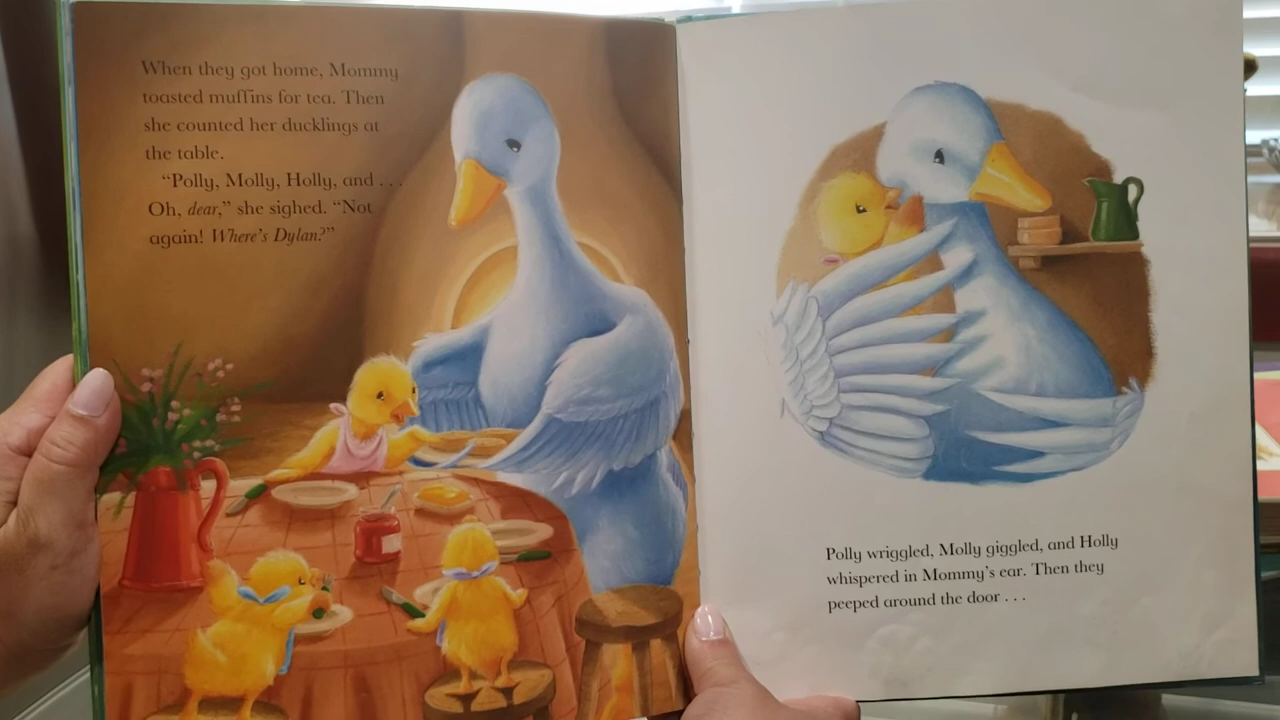 When they got home, Mommy
toasted muffins for tea. Then
she counted her ducklings at
the table.
“Polly, Molly, Holly, and . . .
Oh, dear,” she sighed. “Not
again! Where’s Dylan?”
Polly wriggled, Molly giggled, and Holly
whispered in Mommy’s ear. Then they
peeped around the door . . .